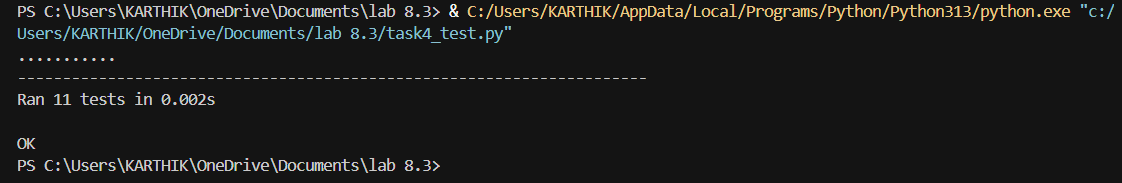 PS C:\Users\KARTHIK\OneDrive\Documents\lab 8.3> & C:/Users/KARTHIK/AppData/Local/Programs/Python/Python313/python.exe "c:/
Users/KARTHIK/OneDrive/Documents/lab 8.3/task4_test.py"
...........
----------------------------------------------------------------------
Ran 11 tests in 0.002s

OK
PS C:\Users\KARTHIK\OneDrive\Documents\lab 8.3>